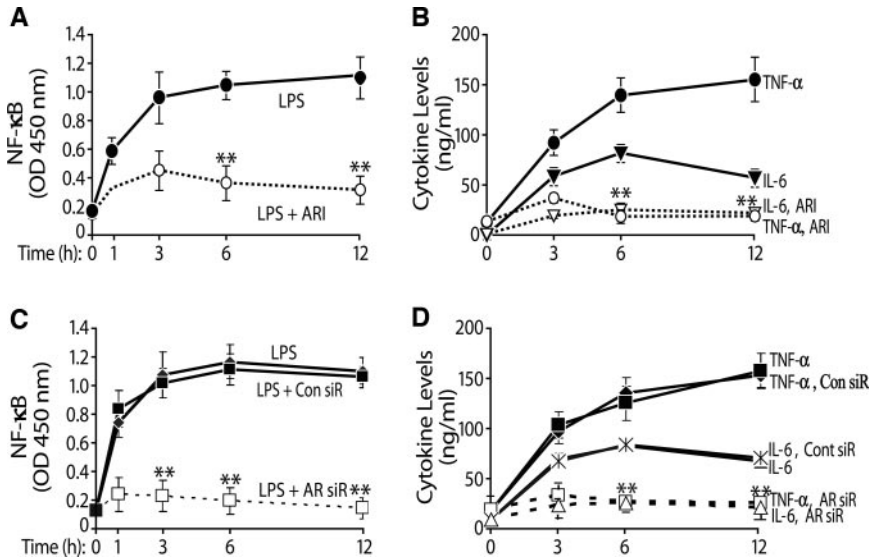 A
NF-κB
(OD 450 nm)
1.4
1.2
1.0
0.8
0.6
0.4
0.2
0
LPS
**
**
LPS + ARI
Time (h):
0
1
3
6
12
B
Cytokine Levels
(ng/ml)
200
150
100
50
0
TNF-α
IL-6
**
**
IL-6, ARI
TNF-α, ARI
0
3
6
12
C
NF-κB
(OD 450 nm)
1.4
1.2
1.0
0.8
0.6
0.4
0.2
0
LPS
LPS + Con siR
**
**
LPS + AR siR
**
Time (h):
0
1
3
6
12
D
Cytokine Levels
(ng/ml)
200
150
100
50
0
TNF-α
TNF-α, Con siR
IL-6 , Cont siR
IL-6
**
**
TNF-α, AR siR
IL-6, AR siR
0
3
6
12